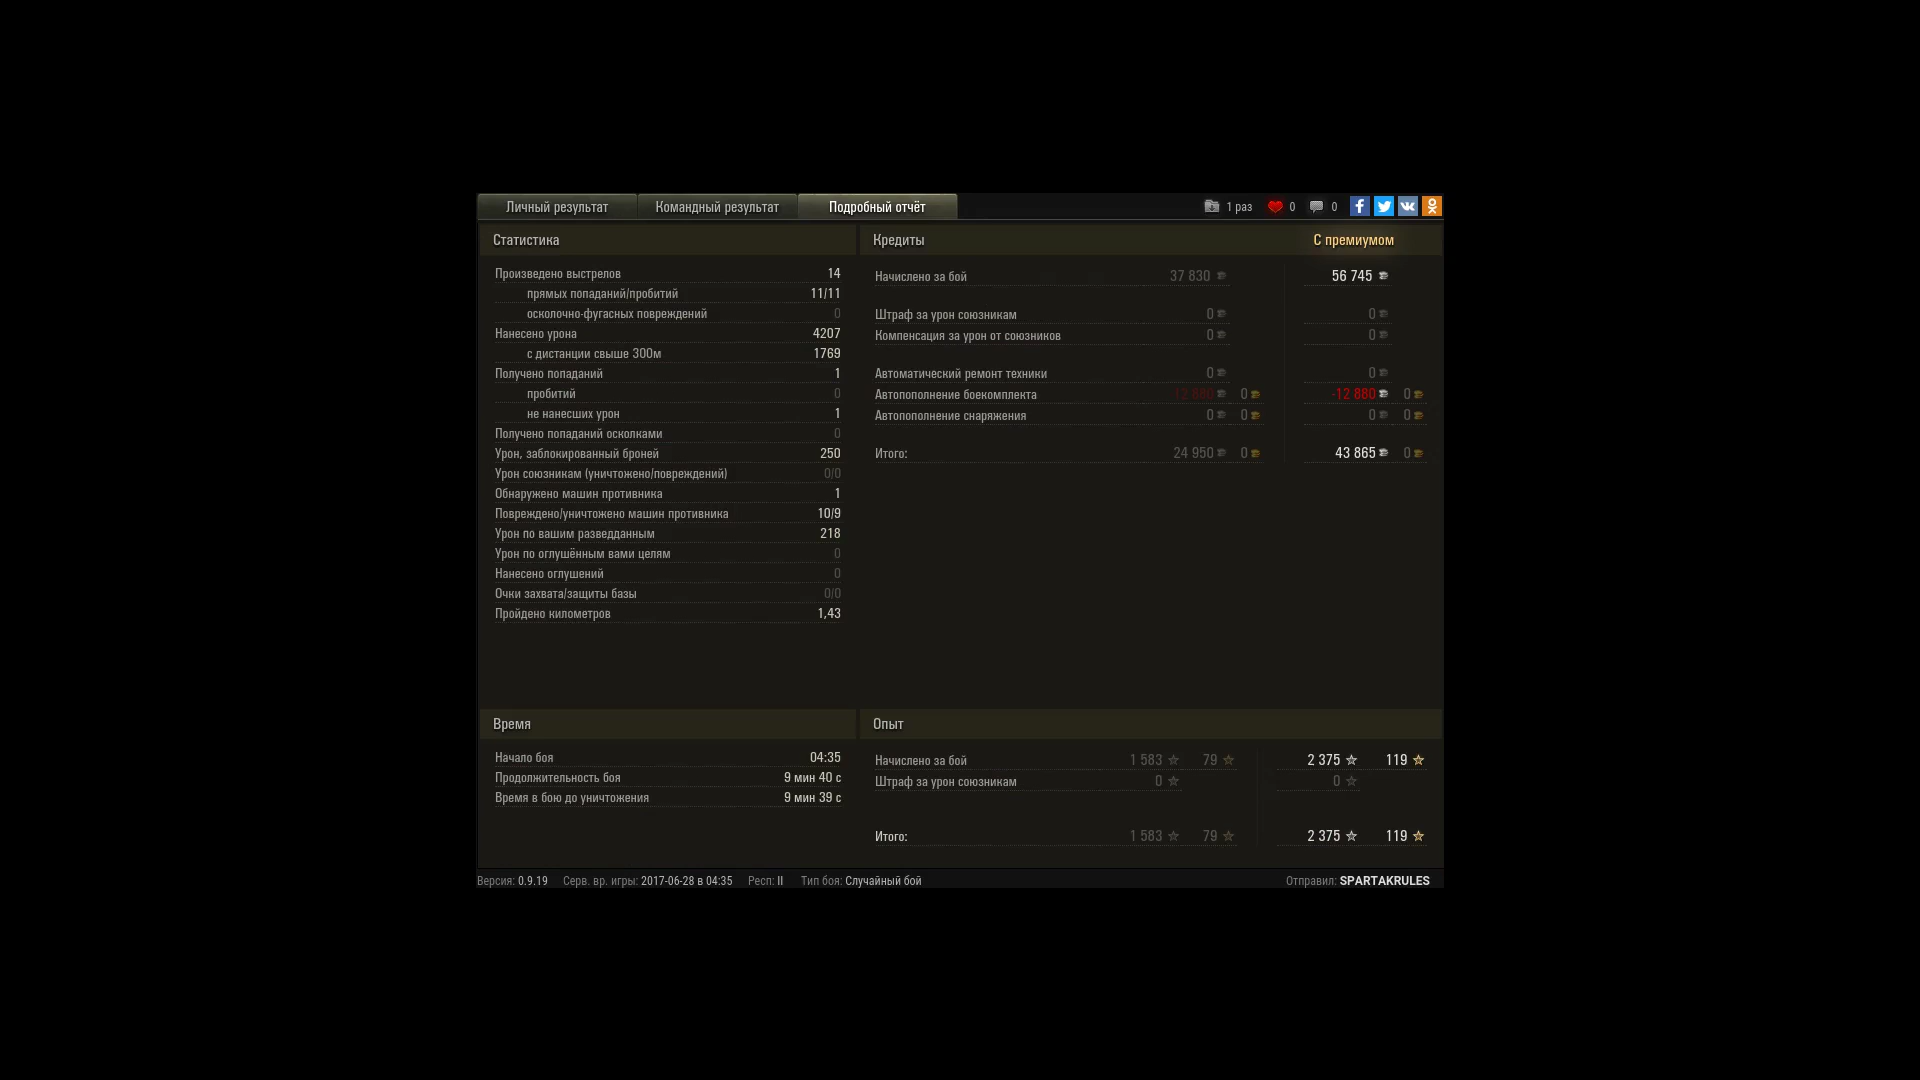 Личный результат Командный результат Подробный отчёт 1 раз 0 0
Статистика
Произведено выстрелов 14
прямых попаданий/пробитий 11/11
осколочно-фугасных повреждений 0
Нанесено урона 4207
с дистанции свыше 300м 1769
Получено попаданий 1
пробитий 0
не нанесших урон 1
Получено попаданий осколками 0
Урон, заблокированный броней 250
Урон союзникам (уничтожено/повреждений) 0/0
Обнаружено машин противника 1
Повреждено/уничтожено машин противника 10/9
Урон по вашим разведданным 218
Урон по оглушённым вами целям 0
Нанесено оглушений 0
Очки захвата/защиты базы 0/0
Пройдено километров 1,43
Кредиты С премиумом
Начислено за бой 37 830 56 745
Штраф за урон союзникам 0 0
Компенсация за урон от союзников 0 0
Автоматический ремонт техники 0 0
Автопополнение боекомплекта -12 880 0 -12 880 0
Автопополнение снаряжения 0 0 0 0
Итого: 24 950 0 43 865 0
Время
Начало боя 04:35
Продолжительность боя 9 мин 40 с
Время в бою до уничтожения 9 мин 39 с
Опыт
Начислено за бой 1 583 79 2 375 119
Штраф за урон союзникам 0 0
Итого: 1 583 79 2 375 119
Версия: 0.9.19 Серв. вр. игры: 2017-06-28 в 04:35 Респ: II Тип боя: Случайный бой Отправил: SPARTAKRULES